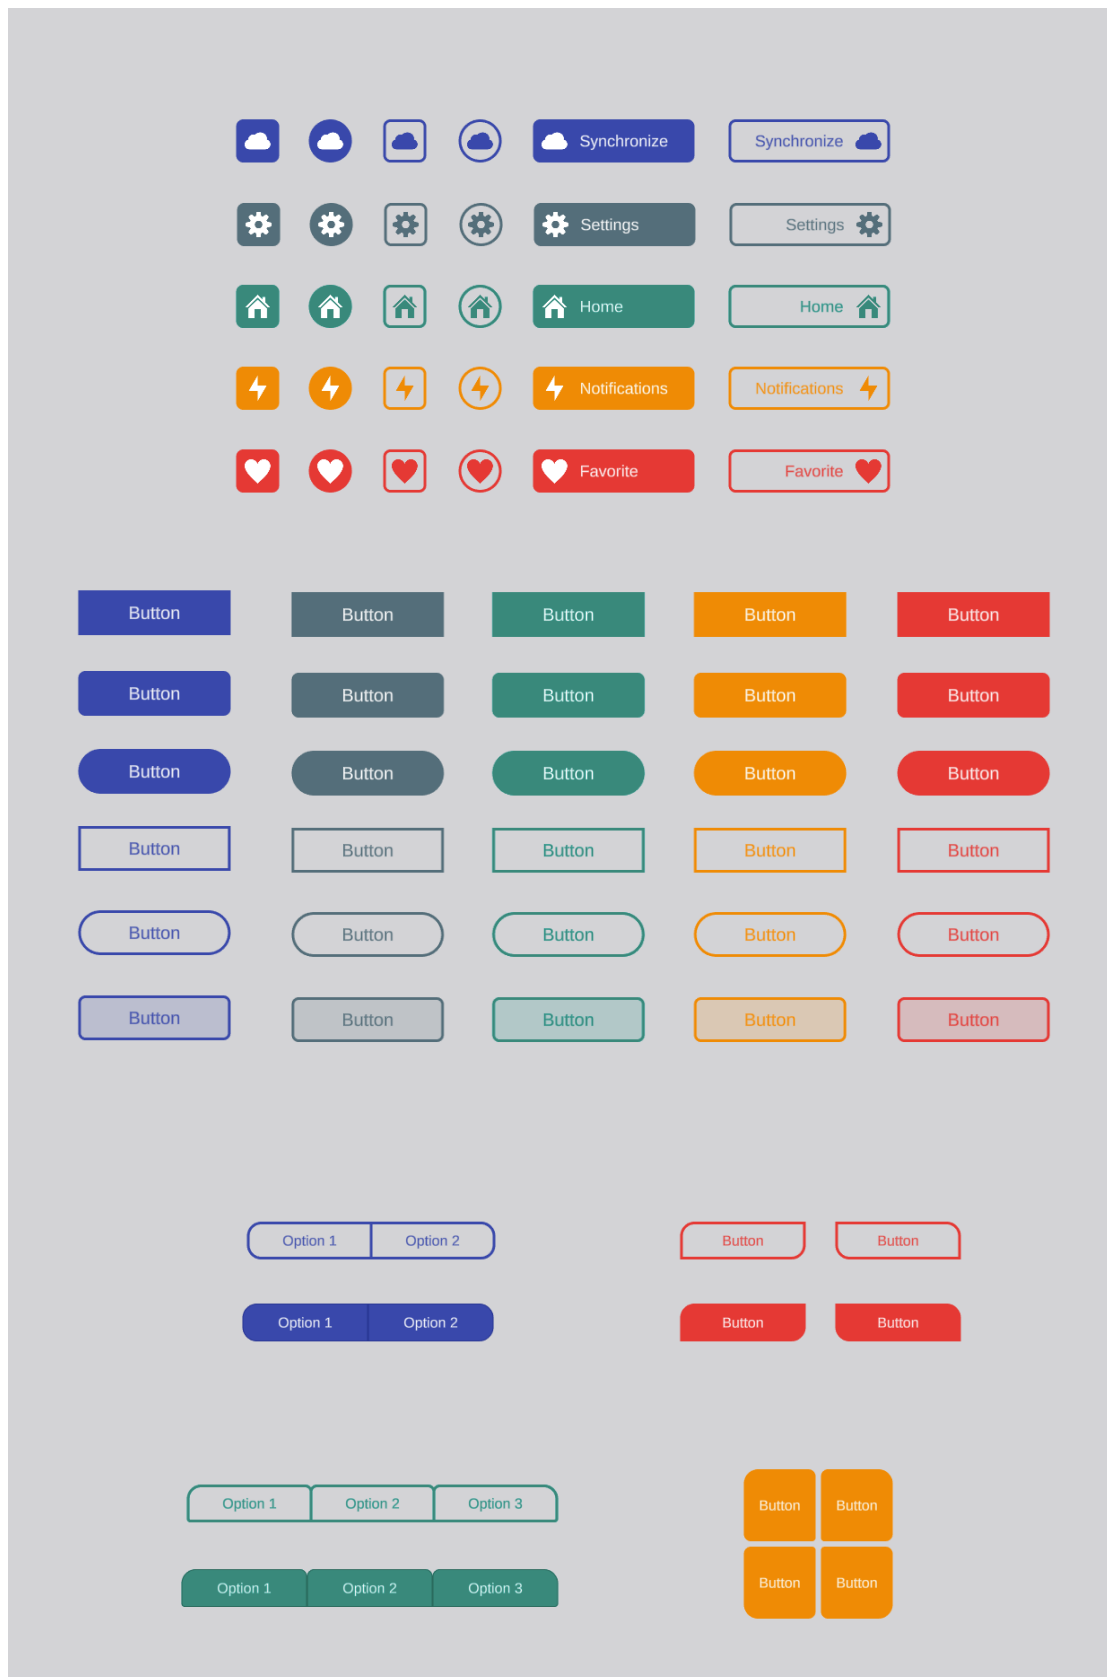 Synchronize Synchronize
Settings Settings
Home Home
Notifications Notifications
Favorite Favorite
Button Button Button Button Button
Button Button Button Button Button
Button Button Button Button Button
Button Button Button Button Button
Button Button Button Button Button
Button Button Button Button Button
Option 1 Option 2 Button Button
Option 1 Option 2 Button Button
Option 1 Option 2 Option 3 Button Button
Option 1 Option 2 Option 3 Button Button